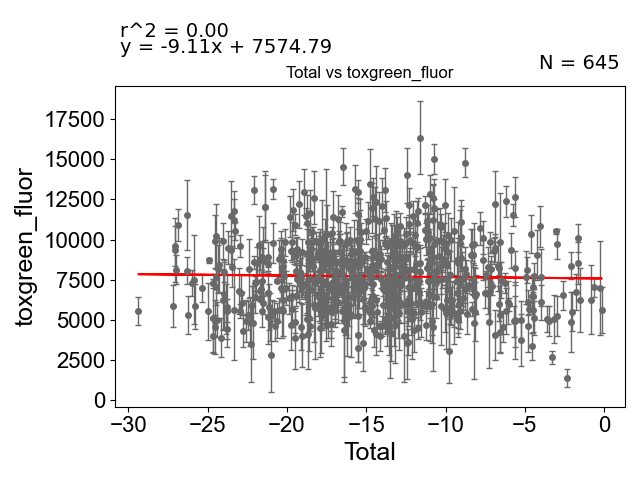 r^2 = 0.00
y = -9.11x + 7574.79
N = 645
Total vs toxgreen_fluor
17500
15000
12500
10000
7500
5000
2500
0
toxgreen_fluor
−30 −25 −20 −15 −10 −5 0
Total